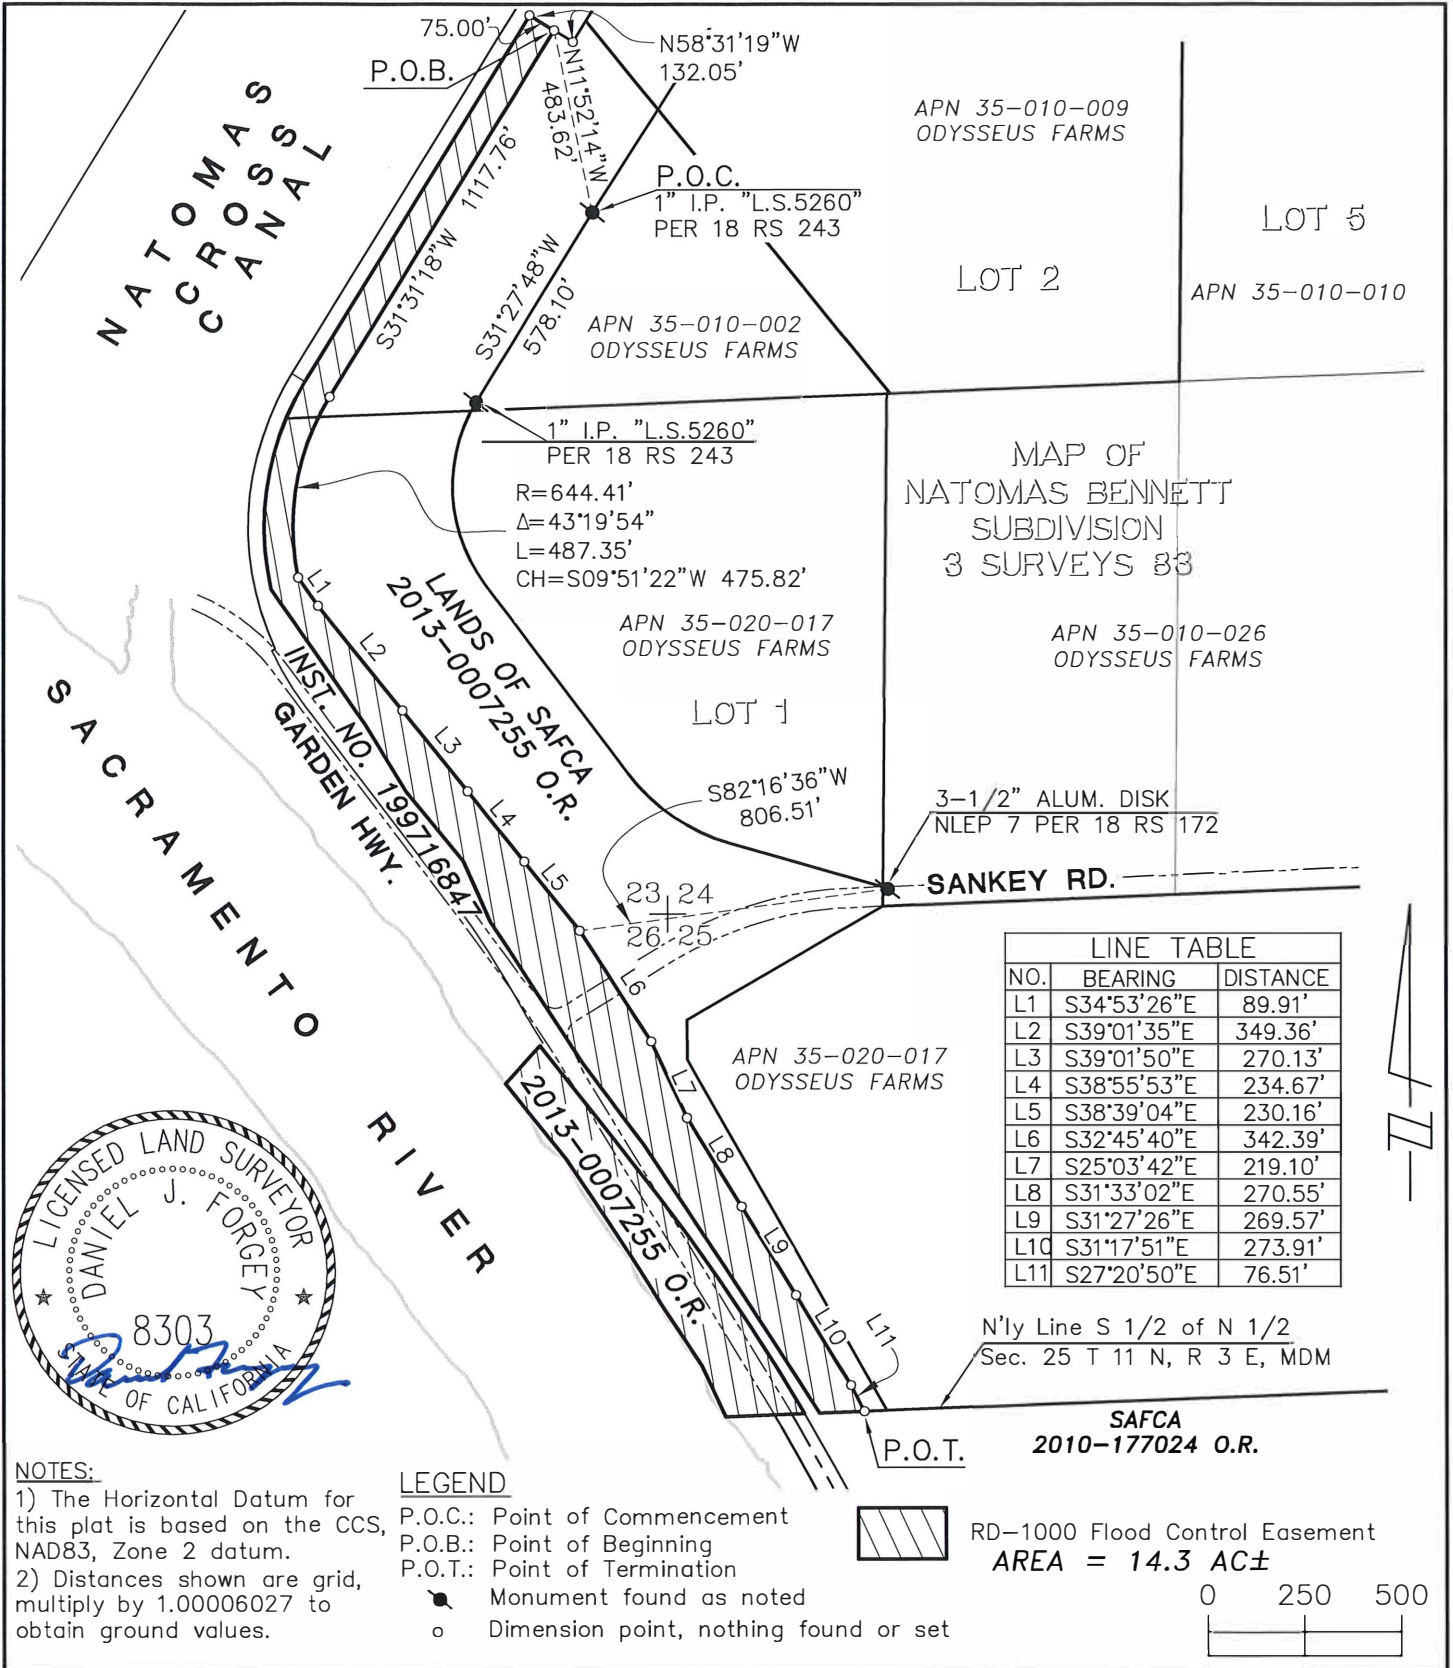 75.00'
P.O.B.
N58°31'19"W
132.05'
N11°52'14"W
483.62'
P.O.C.
1" I.P. "L.S.5260"
PER 18 RS 243
APN 35-010-009
ODYSSEUS FARMS
LOT 5
LOT 2
APN 35-010-010
NATOMAS
CROSS
CANAL
1117.76'
S31°31'18"W
S31°27'48"W
578.10'
APN 35-010-002
ODYSSEUS FARMS
1" I.P. "L.S.5260"
PER 18 RS 243
R=644.41'
Δ=43°19'54"
L=487.35'
CH=S09°51'22"W 475.82'
MAP OF
NATOMAS BENNETT
SUBDIVISION
3 SURVEYS 83
APN 35-020-017
ODYSSEUS FARMS
APN 35-010-026
ODYSSEUS FARMS
LOT 1
L1
L2
L3
L4
L5
L6
L7
L8
L9
L10
L11
LANDS OF SAFCA
2013-0007255 O.R.
INST. NO. 199716847
GARDEN HWY.
SACRAMENTO RIVER
S82°16'36"W
806.51'
3-1/2" ALUM. DISK
NLEP 7 PER 18 RS 172
SANKEY RD.
23 24
26 25
APN 35-020-017
ODYSSEUS FARMS
2013-0007255 O.R.
LINE TABLE
NO. BEARING DISTANCE
L1 S34°53'26"E 89.91'
L2 S39°01'35"E 349.36'
L3 S39°01'50"E 270.13'
L4 S38°55'53"E 234.67'
L5 S38°39'04"E 230.16'
L6 S32°45'40"E 342.39'
L7 S25°03'42"E 219.10'
L8 S31°33'02"E 270.55'
L9 S31°27'26"E 269.57'
L10 S31°17'51"E 273.91'
L11 S27°20'50"E 76.51'
N'ly Line S 1/2 of N 1/2
Sec. 25 T 11 N, R 3 E, MDM
SAFCA
2010-177024 O.R.
P.O.T.
LICENSED LAND SURVEYOR
DANIEL J. FORGEY
8303
STATE OF CALIFORNIA
NOTES:
1) The Horizontal Datum for
this plat is based on the CCS,
NAD83, Zone 2 datum.
2) Distances shown are grid,
multiply by 1.00006027 to
obtain ground values.
LEGEND
P.O.C.: Point of Commencement
P.O.B.: Point of Beginning
P.O.T.: Point of Termination
Monument found as noted
Dimension point, nothing found or set
RD-1000 Flood Control Easement
AREA = 14.3 AC±
0 250 500